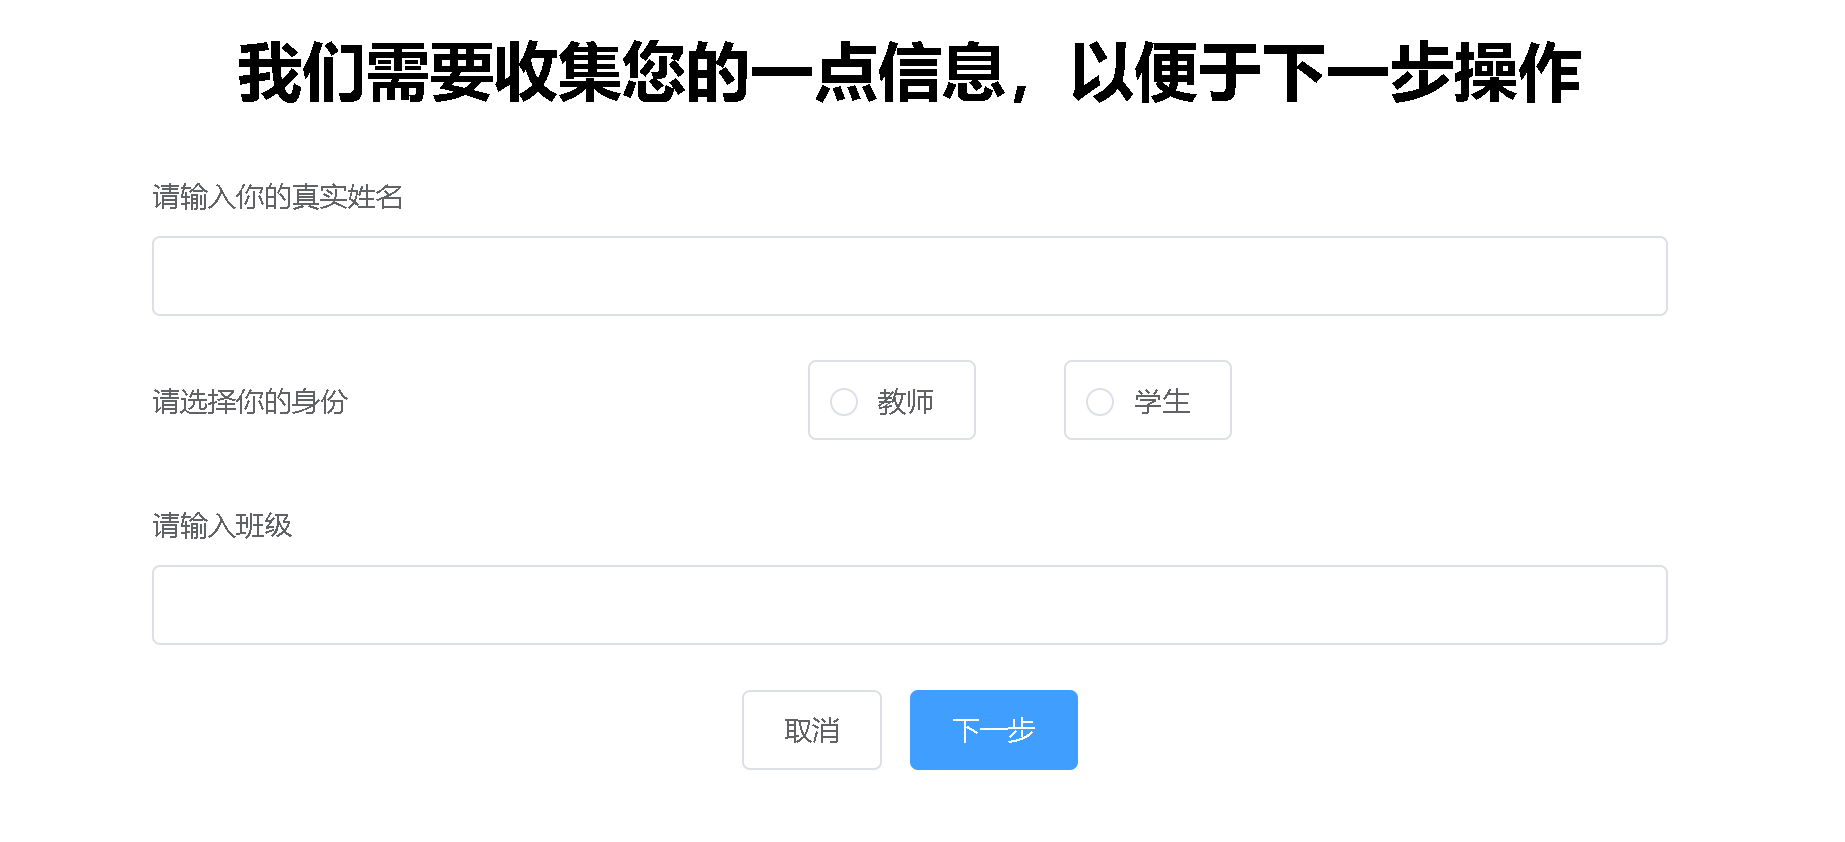 我们需要收集您的一点信息，以便于下一步操作
请输入你的真实姓名
请选择你的身份 教师 学生
请输入班级
取消 下一步